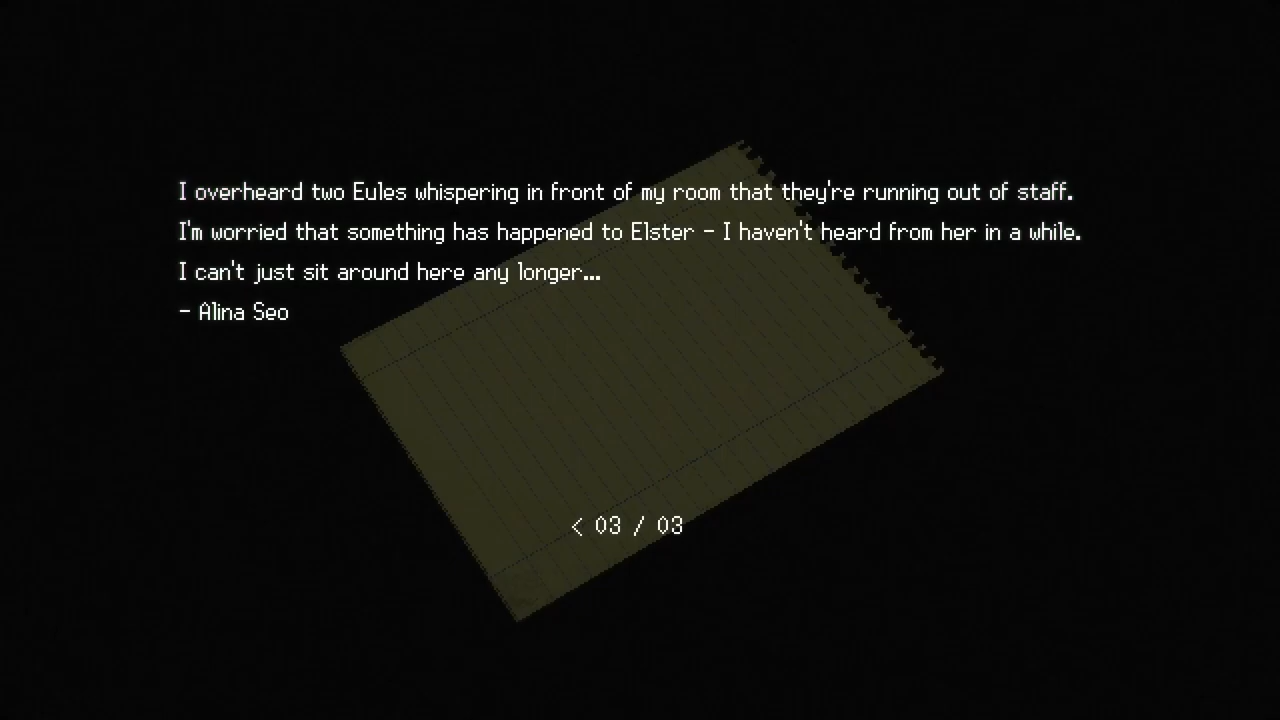 I overheard two Eules whispering in front of my room that they're running out of staff.
I'm worried that something has happened to Elster - I haven't heard from her in a while.
I can't just sit around here any longer...
- Alina Seo
< 03 / 03